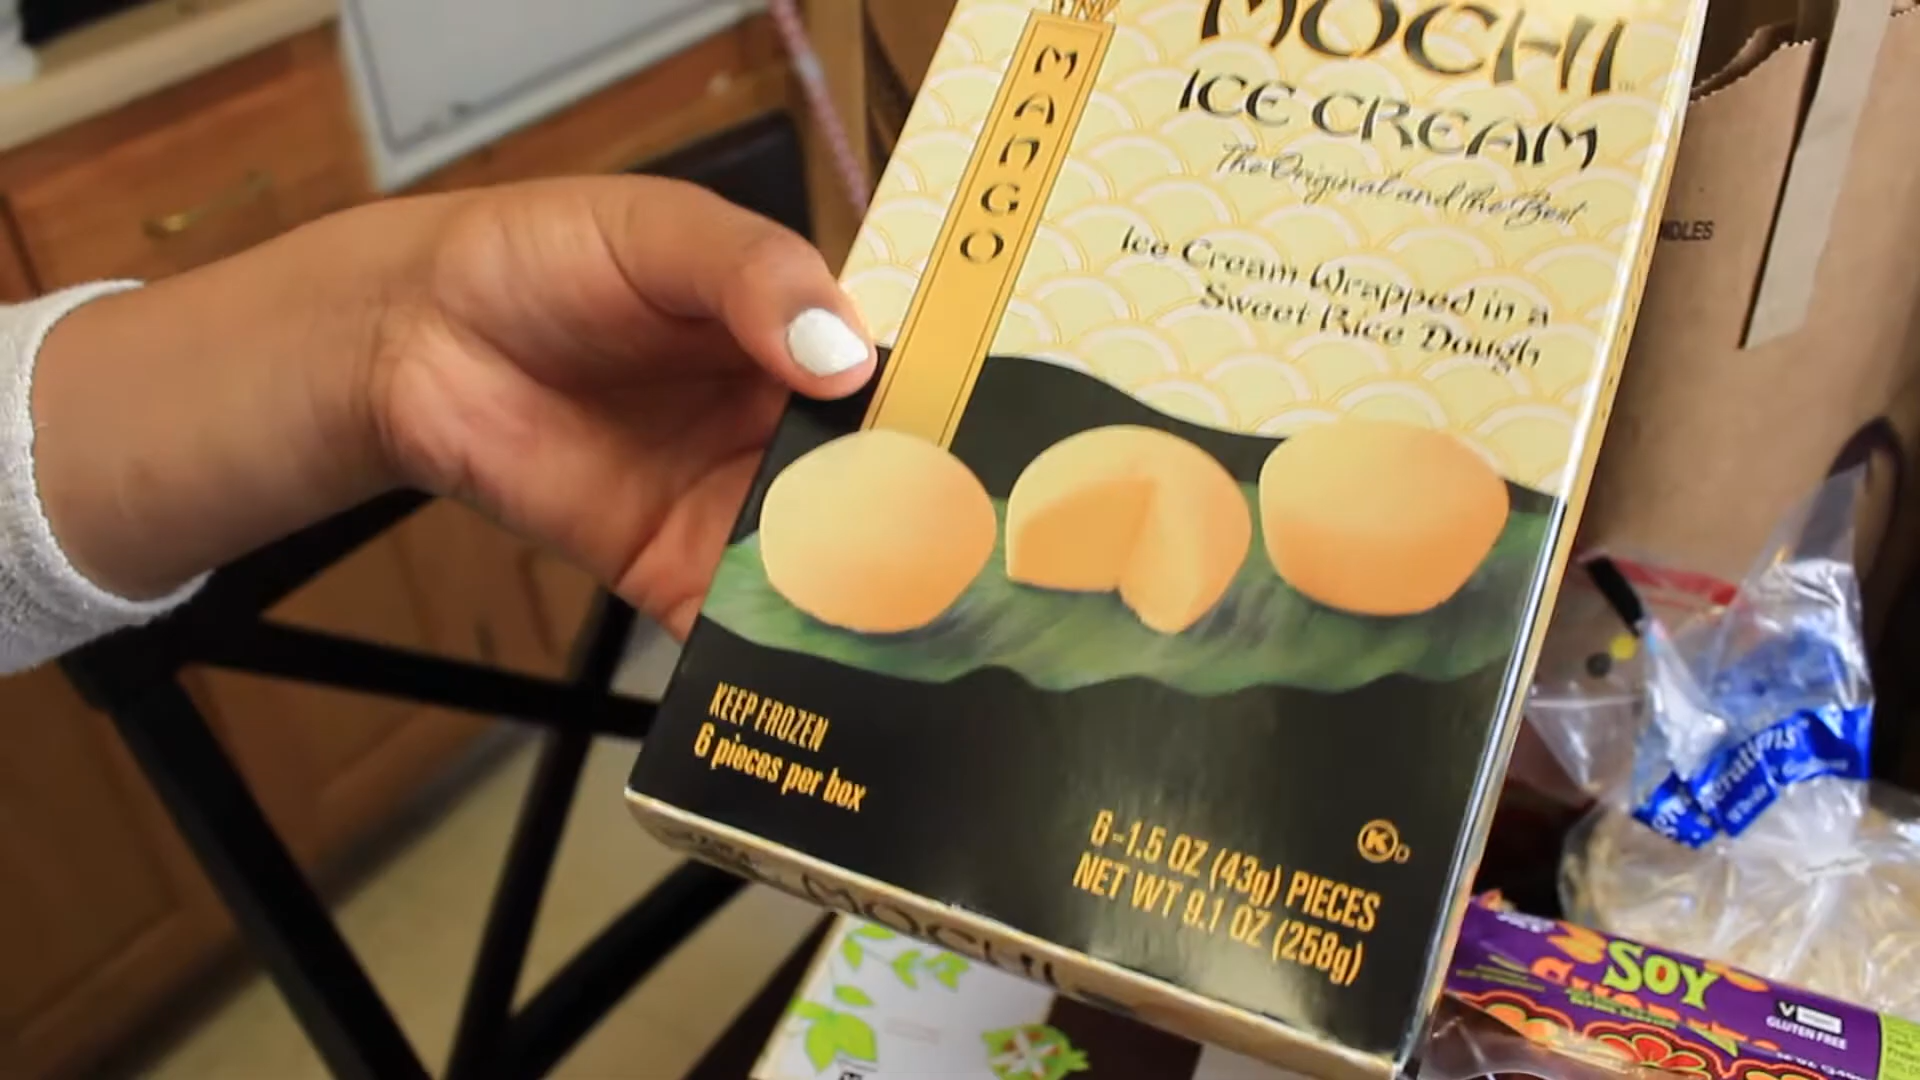 MOCHI
ICE CREAM
The Original and the Best
Ice Cream Wrapped in a
Sweet Rice Dough
MANGO
KEEP FROZEN
6 pieces per box
6-1.5 OZ (43g) PIECES
NET WT 9.1 OZ (258g)
K D
MOCHI
NDLES
SOY
GLUTEN FREE